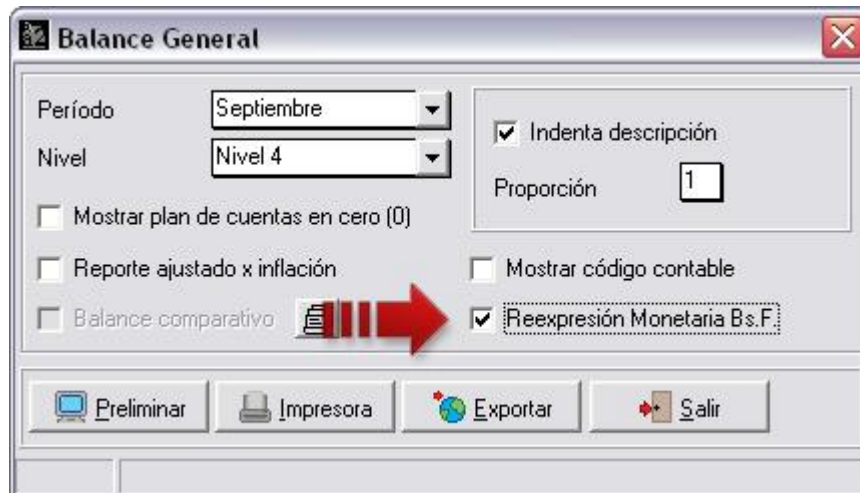 Balance General
Período
Septiembre
Nivel
Nivel 4
Indenta descripción
Proporción
1
Mostrar plan de cuentas en cero (0)
Reporte ajustado x inflación
Mostrar código contable
Balance comparativo
Reexpresión Monetaria Bs.F.
Preliminar
Impresora
Exportar
Salir